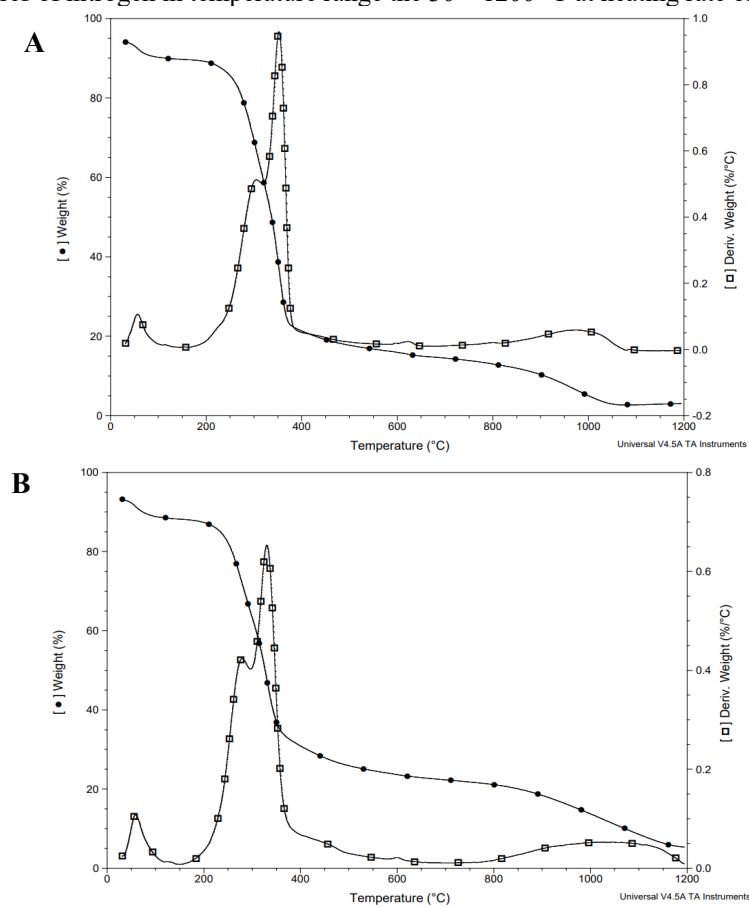 A
100
80
60
40
20
0
[ ● ] Weight (%)
1.0
0.8
0.6
0.4
0.2
0.0
-0.2
[ □ ] Deriv. Weight (%/°C)
0 200 400 600 800 1000 1200
Temperature (°C)
Universal V4.5A TA Instruments
B
100
80
60
40
20
0
[ ● ] Weight (%)
0.8
0.6
0.4
0.2
0.0
[ □ ] Deriv. Weight (%/°C)
0 200 400 600 800 1000 1200
Temperature (°C)
Universal V4.5A TA Instruments